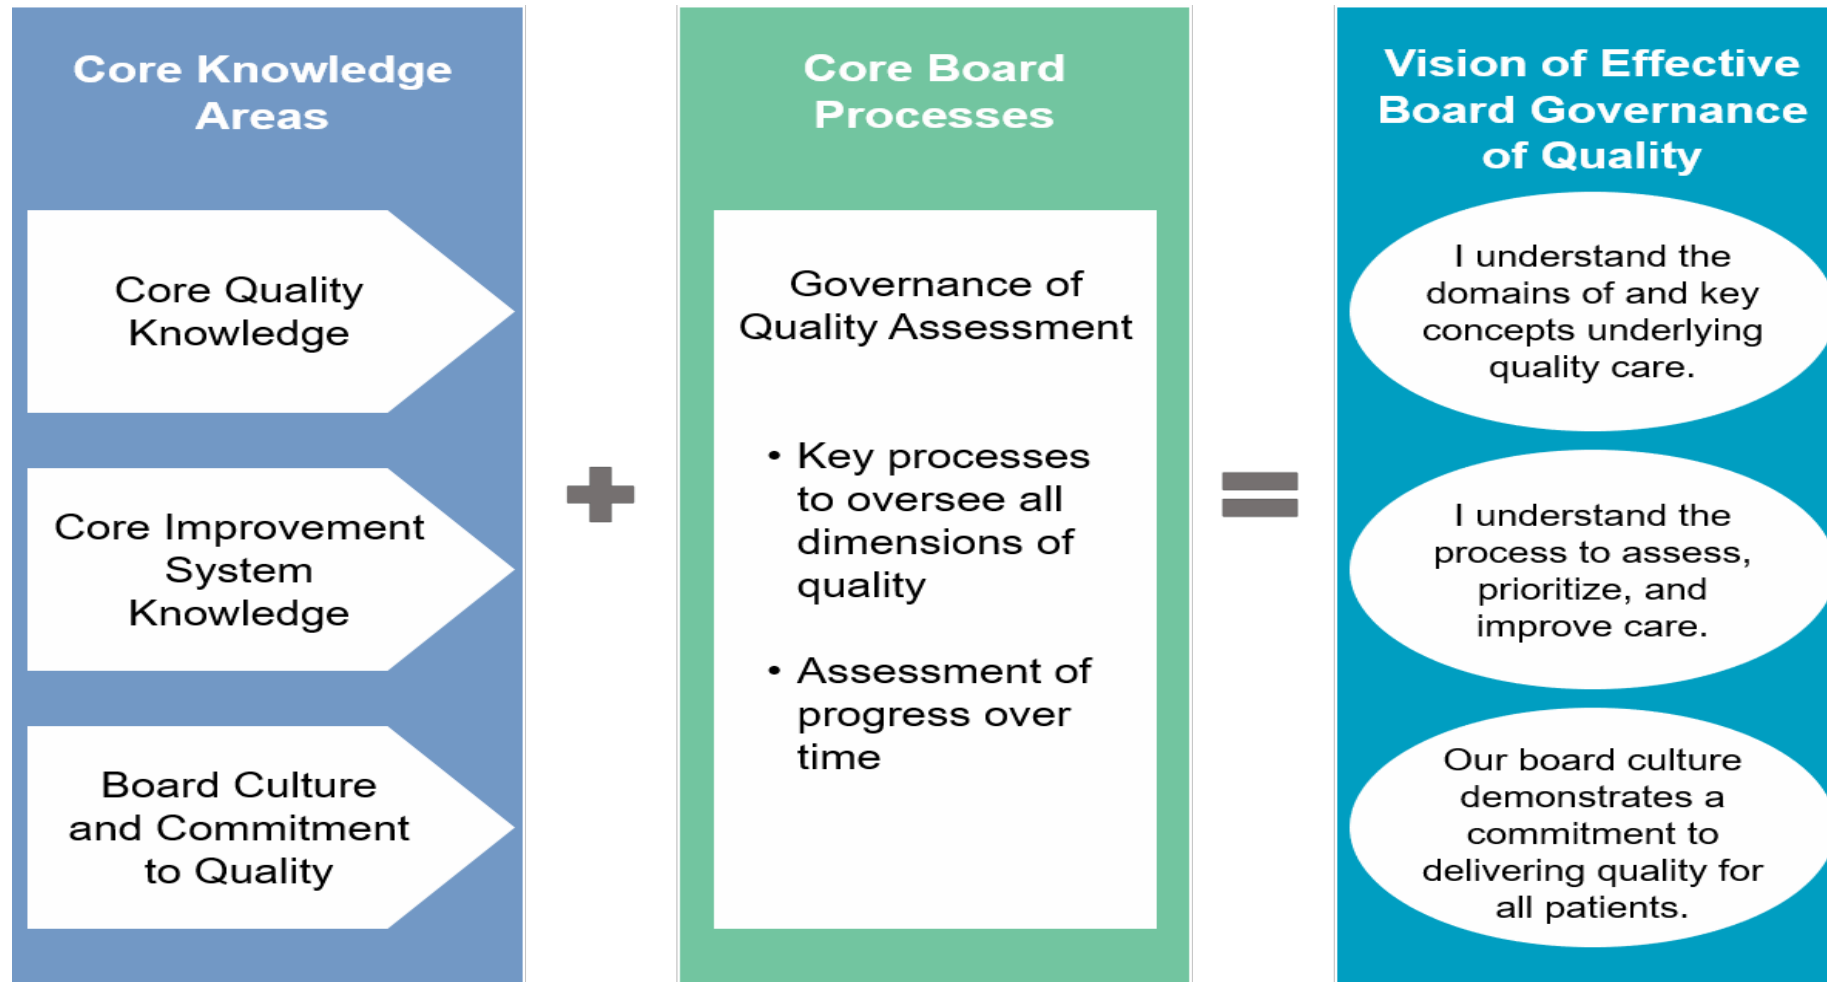 Core Knowledge
Areas
Core Quality
Knowledge
Core Improvement
System
Knowledge
Board Culture
and Commitment
to Quality
+
Core Board
Processes
Governance of
Quality Assessment
• Key processes
to oversee all
dimensions of
quality
• Assessment of
progress over
time
=
Vision of Effective
Board Governance
of Quality
I understand the
domains of and key
concepts underlying
quality care.
I understand the
process to assess,
prioritize, and
improve care.
Our board culture
demonstrates a
commitment to
delivering quality for
all patients.